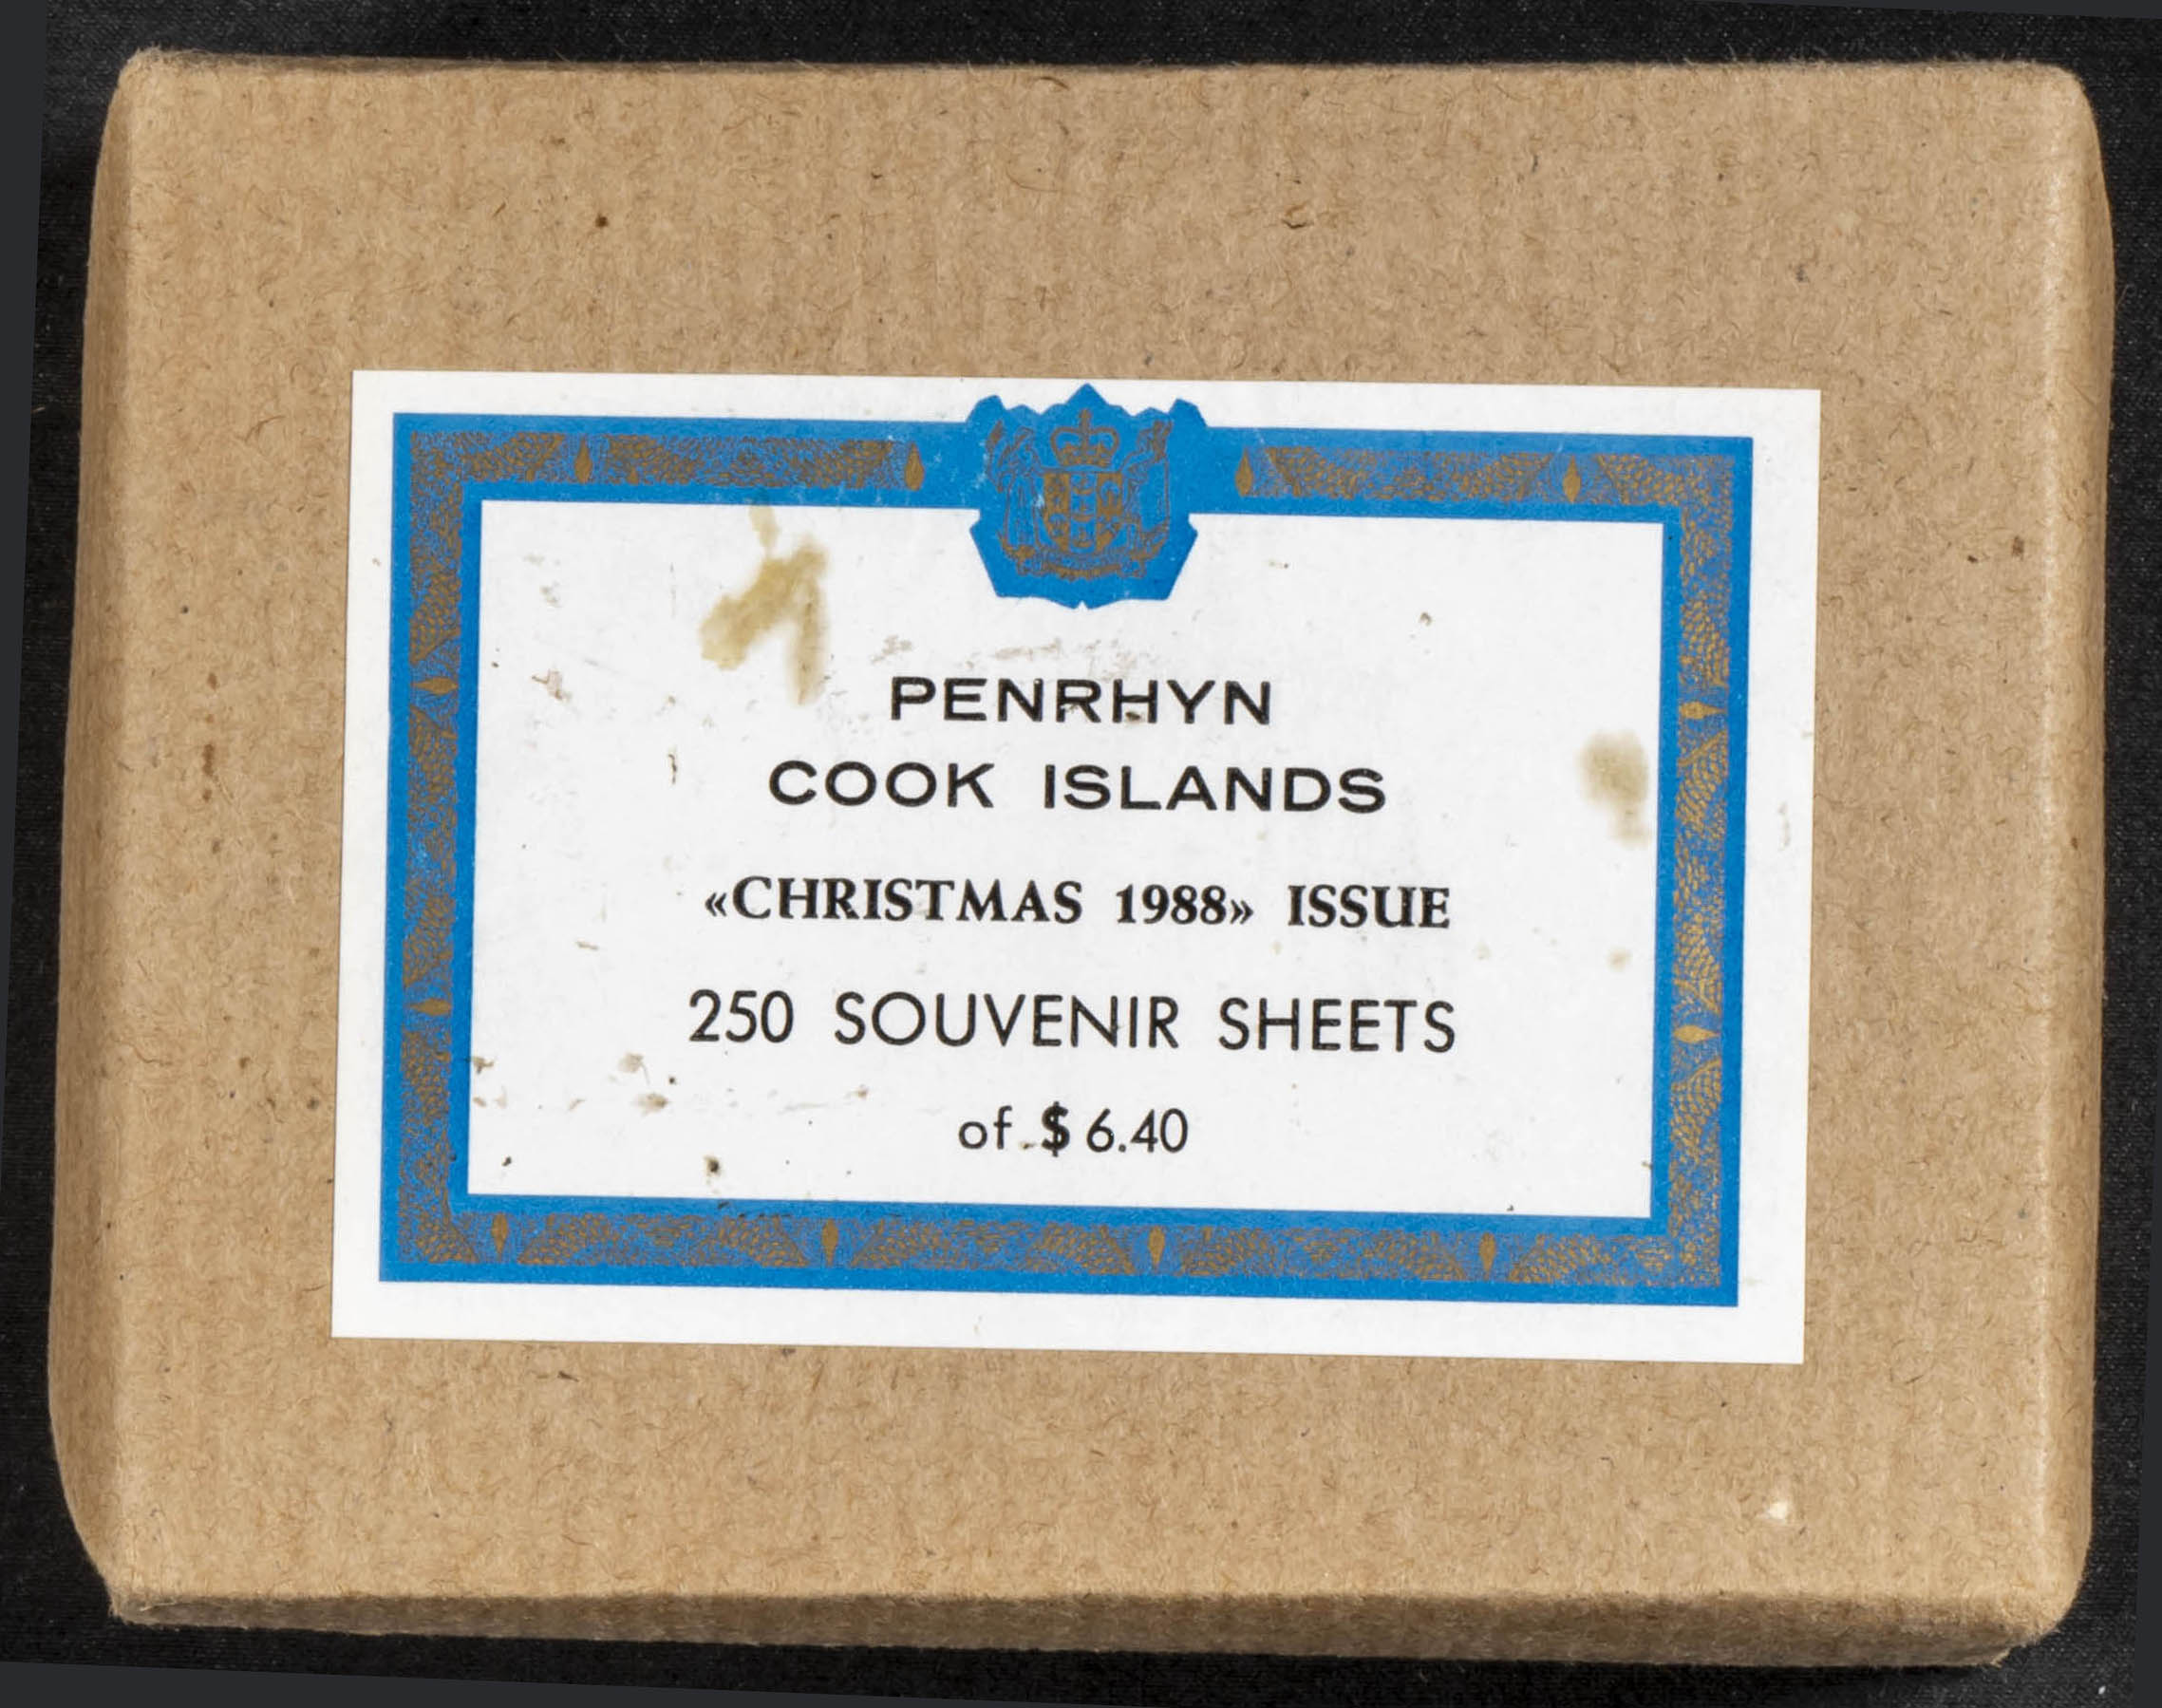 PENRHYN
COOK ISLANDS
«CHRISTMAS 1988» ISSUE
250 SOUVENIR SHEETS
of $ 6.40